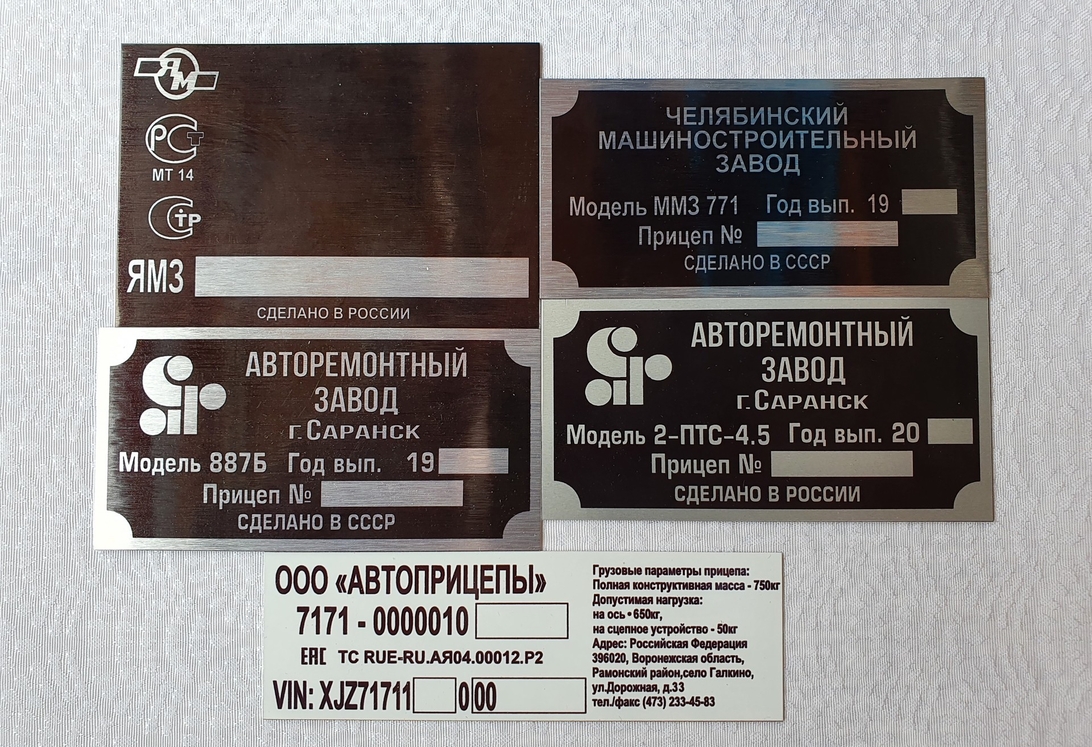 ЯМ
РСТ
МТ 14
СТР
ЯМЗ
СДЕЛАНО В РОССИИ
ЧЕЛЯБИНСКИЙ
МАШИНОСТРОИТЕЛЬНЫЙ
ЗАВОД
Модель ММЗ 771 Год вып. 19
Прицеп №
СДЕЛАНО В СССР
АВТОРЕМОНТНЫЙ
ЗАВОД
г.САРАНСК
Модель 887Б Год вып. 19
Прицеп №
СДЕЛАНО В СССР
АВТОРЕМОНТНЫЙ
ЗАВОД
г.САРАНСК
Модель 2-ПТС-4.5 Год вып. 20
Прицеп №
СДЕЛАНО В РОССИИ
ООО «АВТОПРИЦЕПЫ»
7171 - 0000010
ЕАС ТС RUE-RU.АЯ04.00012.Р2
VIN: XJZ71711 0 00
Грузовые параметры прицепа:
Полная конструктивная масса - 750кг
Допустимая нагрузка:
на ось • 650кг,
на сцепное устройство - 50кг
Адрес: Российская Федерация
396020, Воронежская область,
Рамонский район,село Галкино,
ул.Дорожная, д.33
тел./факс (473) 233-45-83